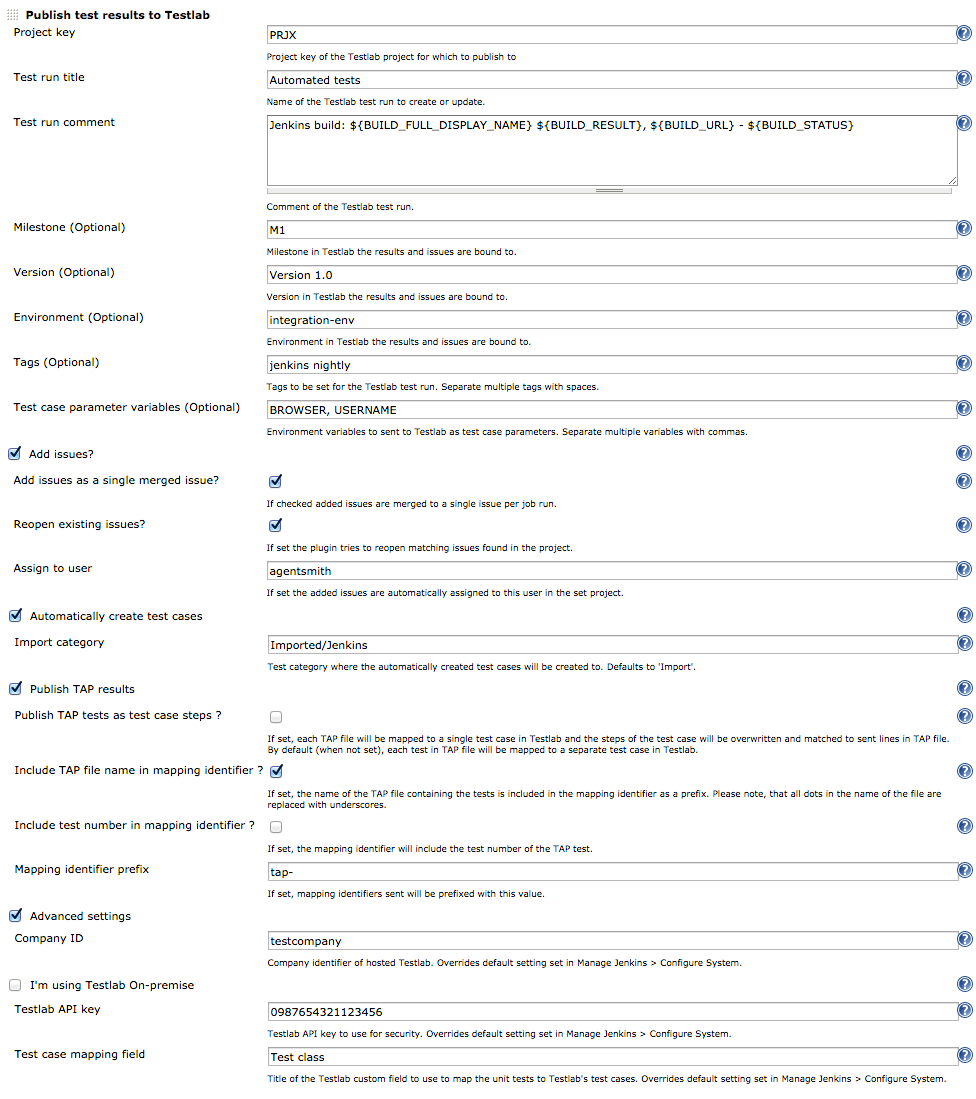 Publish test results to Testlab
Project key
PRJX
Project key of the Testlab project for which to publish to
Test run title
Automated tests
Name of the Testlab test run to create or update.
Test run comment
Jenkins build: ${BUILD_FULL_DISPLAY_NAME} ${BUILD_RESULT}, ${BUILD_URL} - ${BUILD_STATUS}
Comment of the Testlab test run.
Milestone (Optional)
M1
Milestone in Testlab the results and issues are bound to.
Version (Optional)
Version 1.0
Version in Testlab the results and issues are bound to.
Environment (Optional)
integration-env
Environment in Testlab the results and issues are bound to.
Tags (Optional)
jenkins nightly
Tags to be set for the Testlab test run. Separate multiple tags with spaces.
Test case parameter variables (Optional)
BROWSER, USERNAME
Environment variables to sent to Testlab as test case parameters. Separate multiple variables with commas.
Add issues?
Add issues as a single merged issue?
If checked added issues are merged to a single issue per job run.
Reopen existing issues?
If set the plugin tries to reopen matching issues found in the project.
Assign to user
agentsmith
If set the added issues are automatically assigned to this user in the set project.
Automatically create test cases
Import category
Imported/Jenkins
Test category where the automatically created test cases will be created to. Defaults to 'Import'.
Publish TAP results
Publish TAP tests as test case steps ?
If set, each TAP file will be mapped to a single test case in Testlab and the steps of the test case will be overwritten and matched to sent lines in TAP file.
By default (when not set), each test in TAP file will be mapped to a separate test case in Testlab.
Include TAP file name in mapping identifier ?
If set, the name of the TAP file containing the tests is included in the mapping identifier as a prefix. Please note, that all dots in the name of the file are
replaced with underscores.
Include test number in mapping identifier ?
If set, the mapping identifier will include the test number of the TAP test.
Mapping identifier prefix
tap-
If set, mapping identifiers sent will be prefixed with this value.
Advanced settings
Company ID
testcompany
Company identifier of hosted Testlab. Overrides default setting set in Manage Jenkins > Configure System.
I'm using Testlab On-premise
Testlab API key
0987654321123456
Testlab API key to use for security. Overrides default setting set in Manage Jenkins > Configure System.
Test case mapping field
Test class
Title of the Testlab custom field to use to map the unit tests to Testlab's test cases. Overrides default setting set in Manage Jenkins > Configure System.